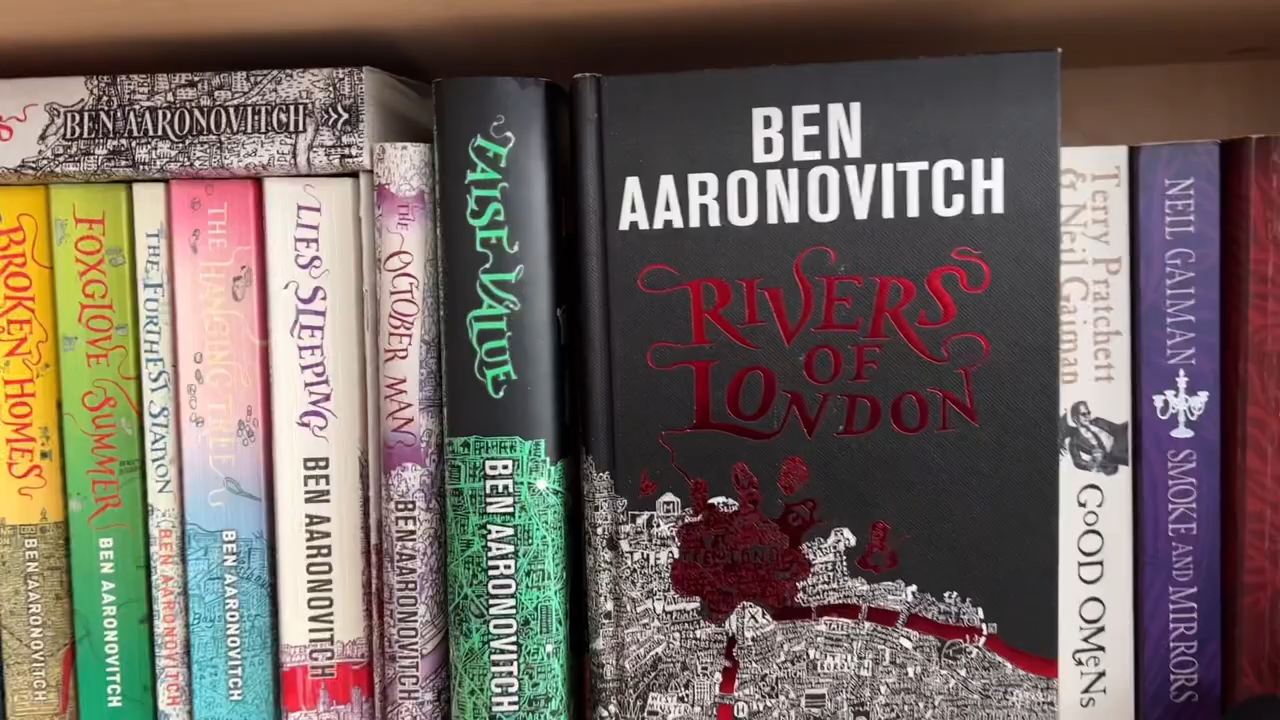 BEN AARONOVITCH
BROKEN HOMES
BEN AARONOVITCH
FOXGLOVE SUMMER
BEN AARONOVITCH
THE FURTHEST STATION
BEN AARONOVITCH
THE HANGING TREE
BEN AARONOVITCH
LIES SLEEPING
BEN AARONOVITCH
THE OCTOBER MAN
BEN AARONOVITCH
FALSE VALUE
BEN AARONOVITCH
BEN
AARONOVITCH
RIVERS
OF
LONDON
Terry Pratchett
& Neil Gaiman
GOOD OMENS
NEIL GAIMAN
SMOKE AND MIRRORS